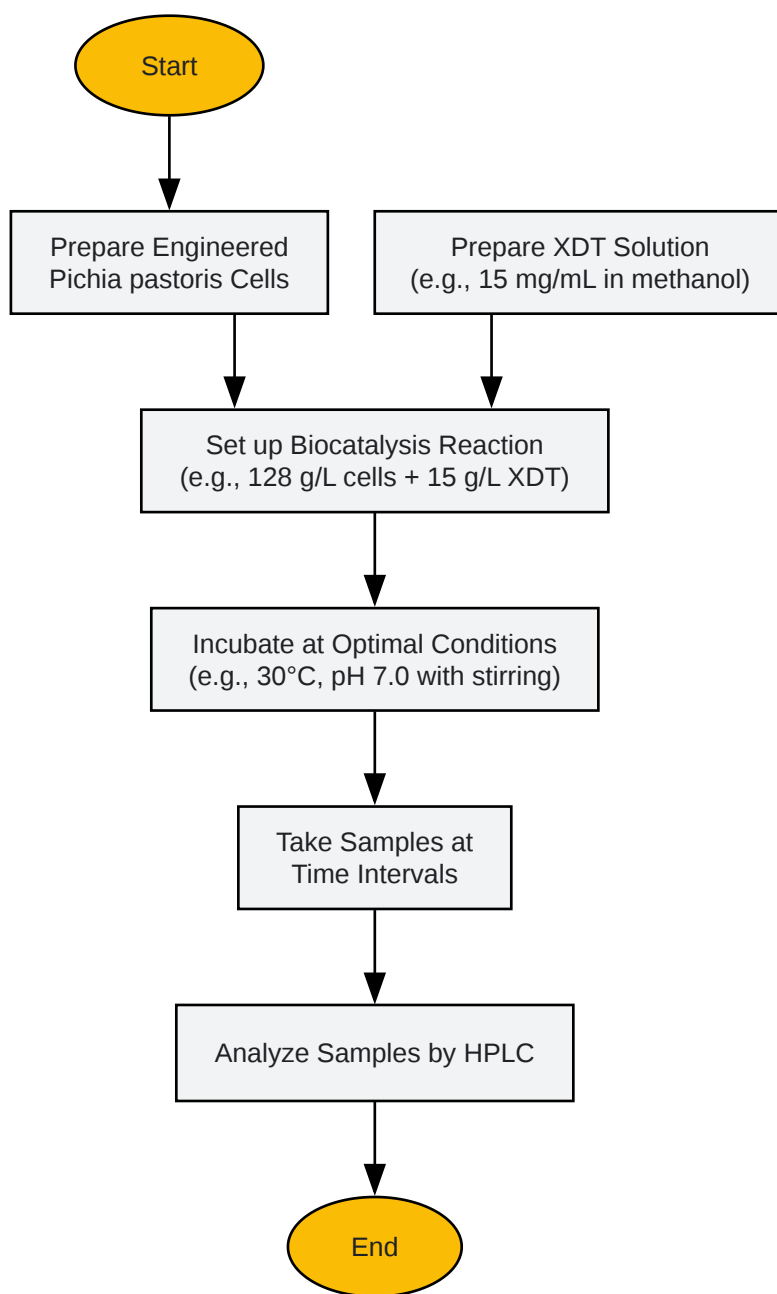 Start
Prepare Engineered
Pichia pastoris Cells
Prepare XDT Solution
(e.g., 15 mg/mL in methanol)
Set up Biocatalysis Reaction
(e.g., 128 g/L cells + 15 g/L XDT)
Incubate at Optimal Conditions
(e.g., 30°C, pH 7.0 with stirring)
Take Samples at
Time Intervals
Analyze Samples by HPLC
End